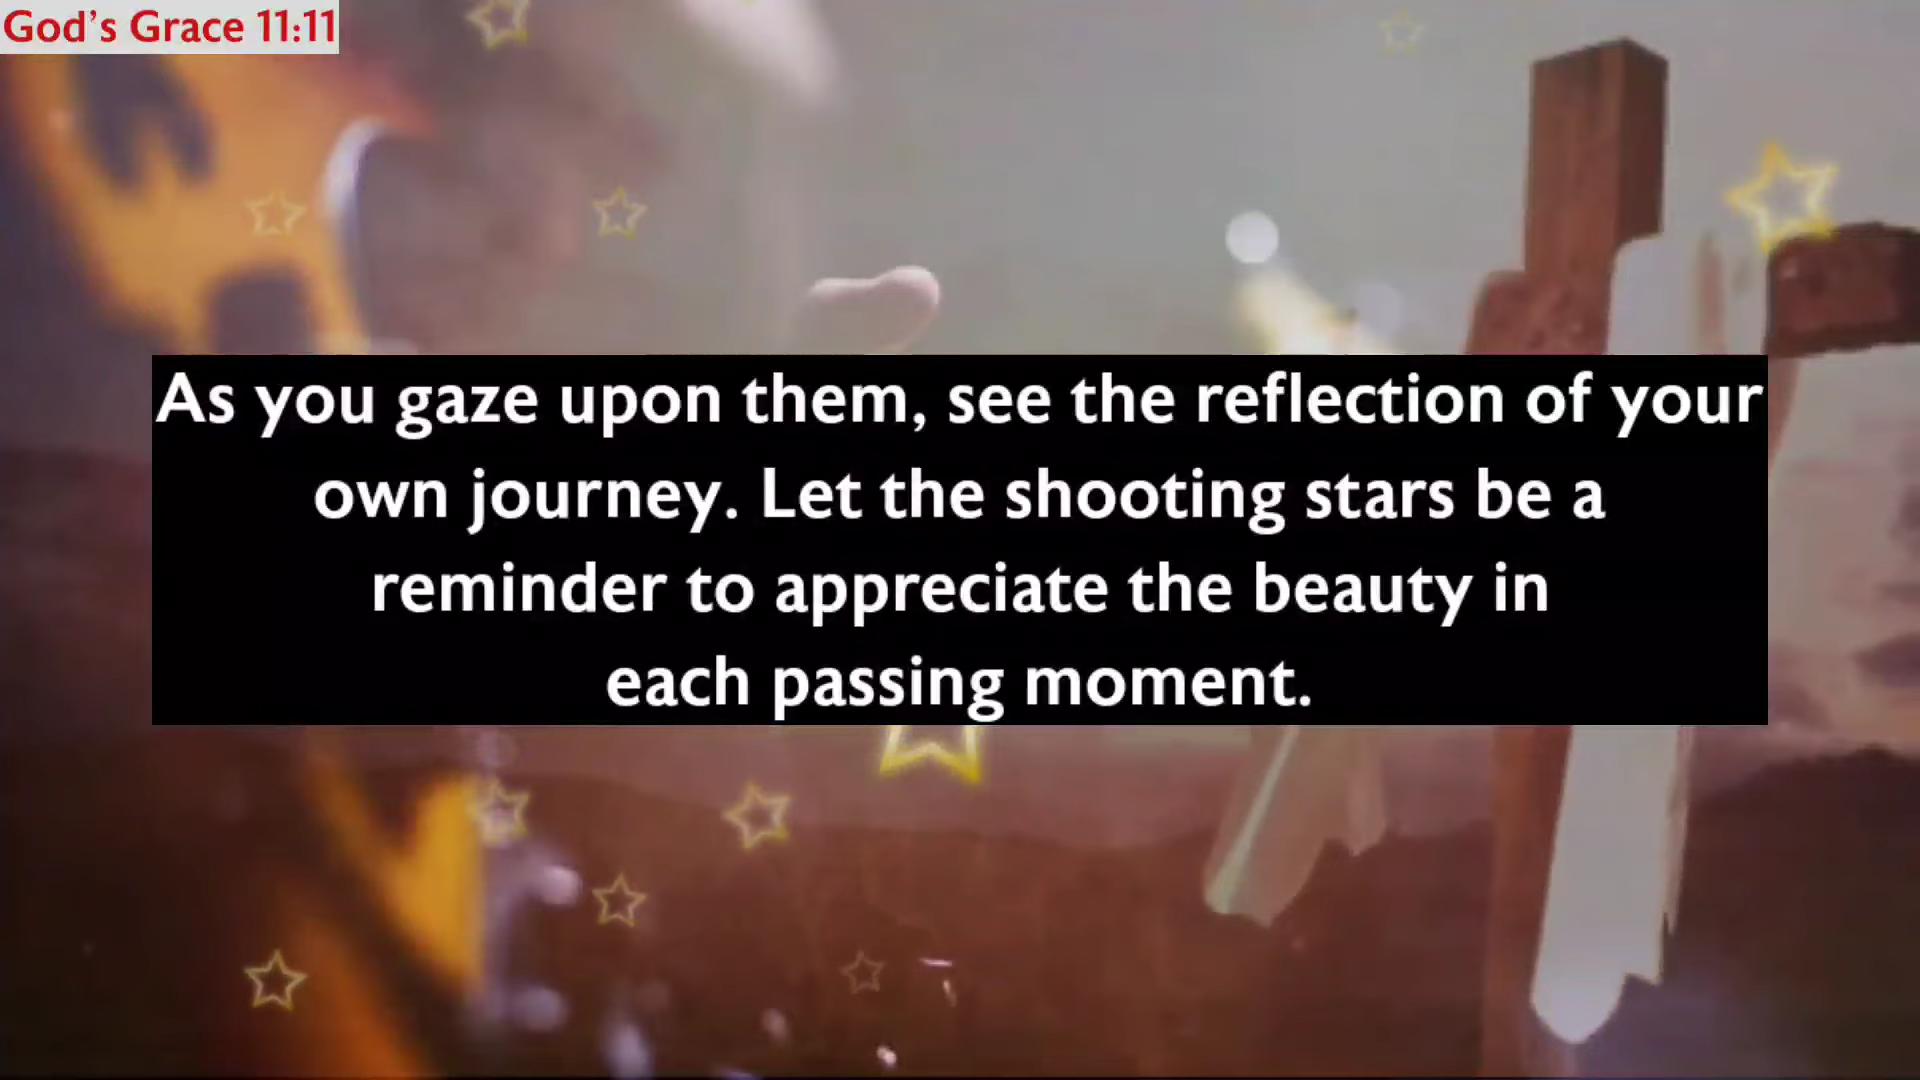 God's Grace 11:11
As you gaze upon them, see the reflection of your
own journey. Let the shooting stars be a
reminder to appreciate the beauty in
each passing moment.